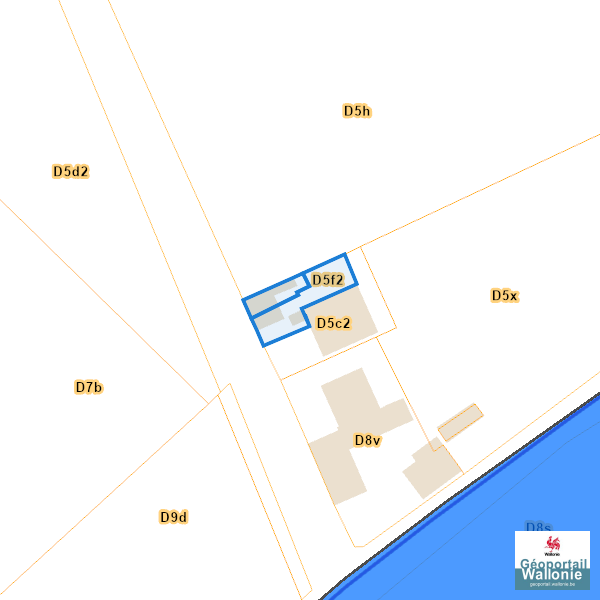 D5h
D5d2
D5f2
D5x
D5c2
D7b
D8v
D9d
D8s
Wallonie
Géoportail
Wallonie
geoportail.wallonie.be